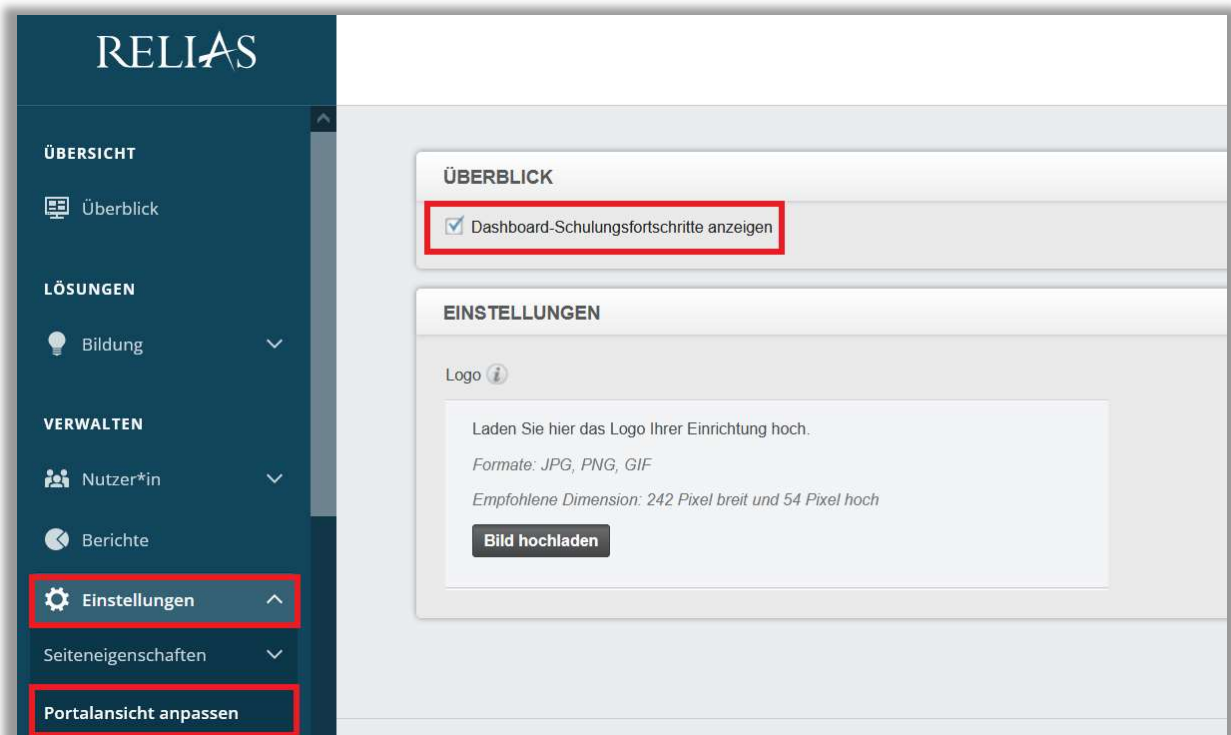 RELIAS
ÜBERSICHT
Überblick
LÖSUNGEN
Bildung
VERWALTEN
Nutzer*in
Berichte
Einstellungen
Seiteneigenschaften
Portalansicht anpassen
ÜBERBLICK
Dashboard-Schulungsfortschritte anzeigen
EINSTELLUNGEN
Logo i
Laden Sie hier das Logo Ihrer Einrichtung hoch.
Formate: JPG, PNG, GIF
Empfohlene Dimension: 242 Pixel breit und 54 Pixel hoch
Bild hochladen